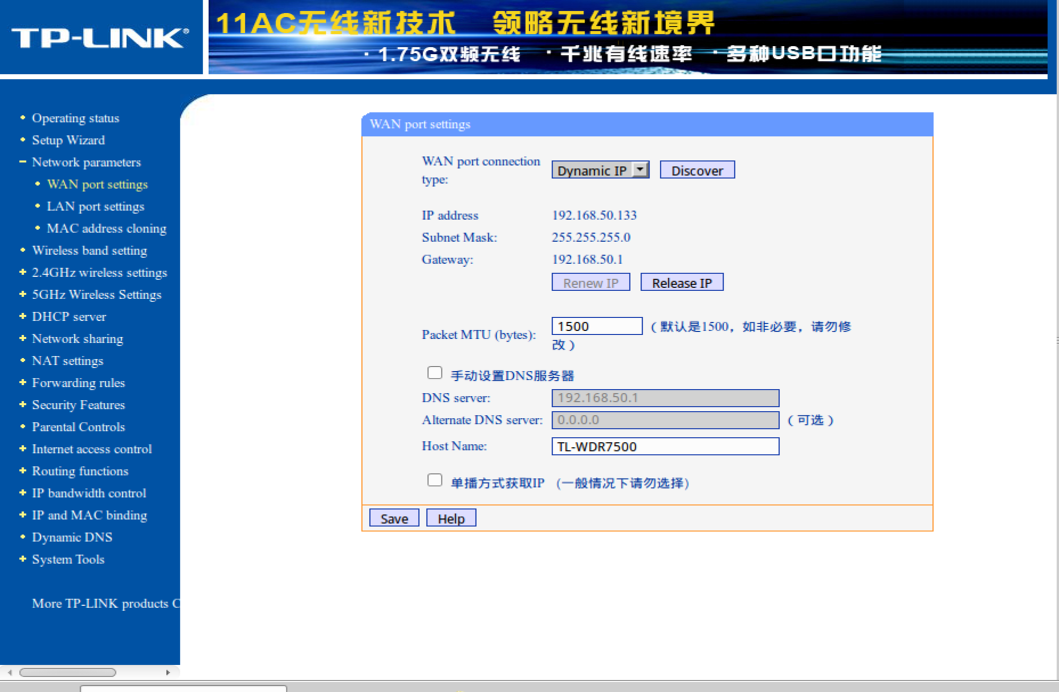 TP-LINK®
11AC无线新技术 领略无线新境界
· 1.75G双频无线 · 千兆有线速率 · 多种USB口功能
Operating status
Setup Wizard
Network parameters
WAN port settings
LAN port settings
MAC address cloning
Wireless band setting
2.4GHz wireless settings
5GHz Wireless Settings
DHCP server
Network sharing
NAT settings
Forwarding rules
Security Features
Parental Controls
Internet access control
Routing functions
IP bandwidth control
IP and MAC binding
Dynamic DNS
System Tools
More TP-LINK products C
WAN port settings
WAN port connection
type:
Dynamic IP
Discover
IP address 192.168.50.133
Subnet Mask: 255.255.255.0
Gateway: 192.168.50.1
Renew IP Release IP
Packet MTU (bytes): 1500 （默认是1500，如非必要，请勿修
改）
手动设置DNS服务器
DNS server: 192.168.50.1
Alternate DNS server: 0.0.0.0 （可选）
Host Name: TL-WDR7500
单播方式获取IP （一般情况下请勿选择）
Save Help